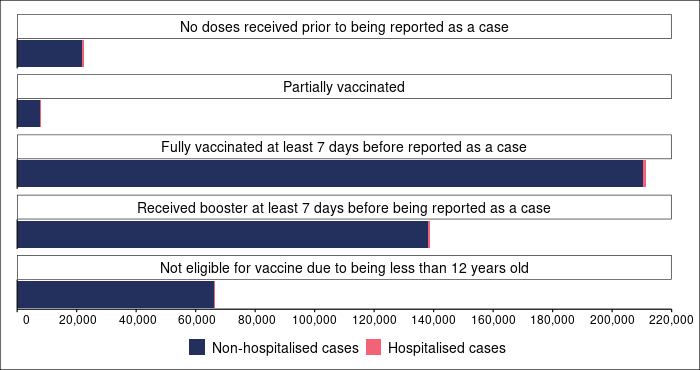 No doses received prior to being reported as a case
Partially vaccinated
Fully vaccinated at least 7 days before reported as a case
Received booster at least 7 days before being reported as a case
Not eligible for vaccine due to being less than 12 years old
0 20,000 40,000 60,000 80,000 100,000 120,000 140,000 160,000 180,000 200,000 220,000
Non-hospitalised cases Hospitalised cases